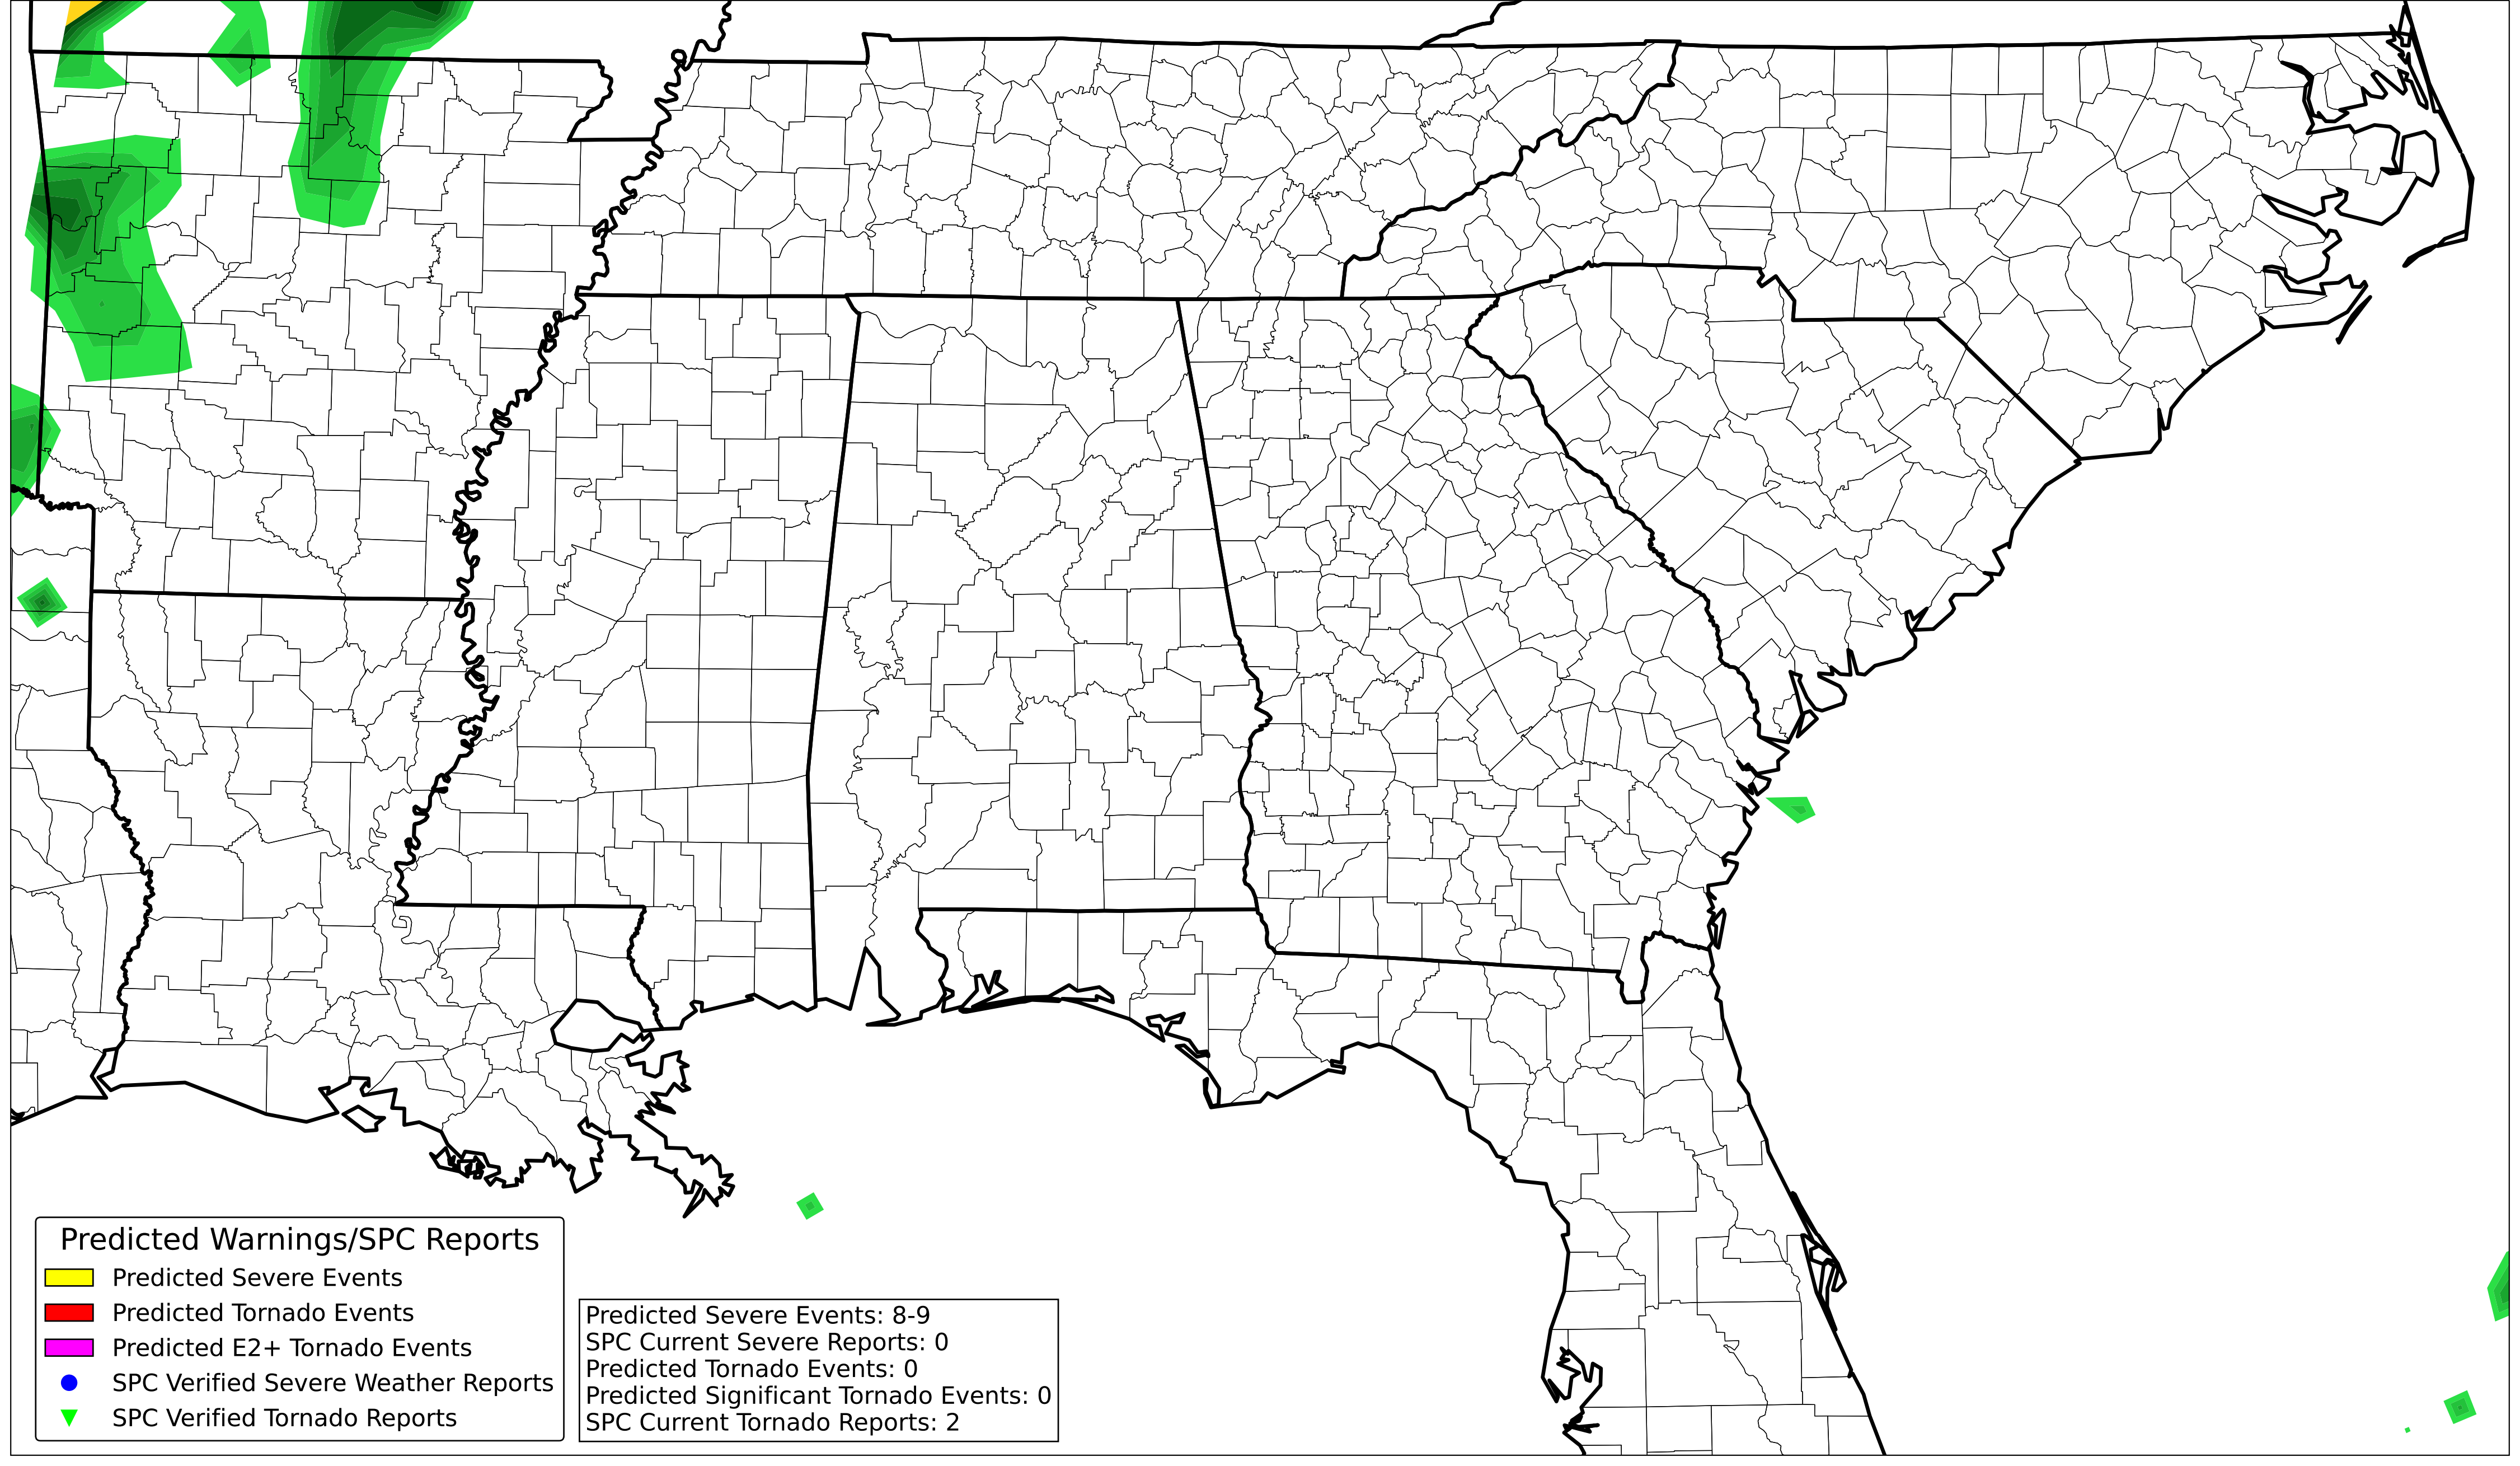 Predicted Warnings/SPC Reports
Predicted Severe Events
Predicted Tornado Events
Predicted E2+ Tornado Events
SPC Verified Severe Weather Reports
SPC Verified Tornado Reports
Predicted Severe Events: 8-9
SPC Current Severe Reports: 0
Predicted Tornado Events: 0
Predicted Significant Tornado Events: 0
SPC Current Tornado Reports: 2